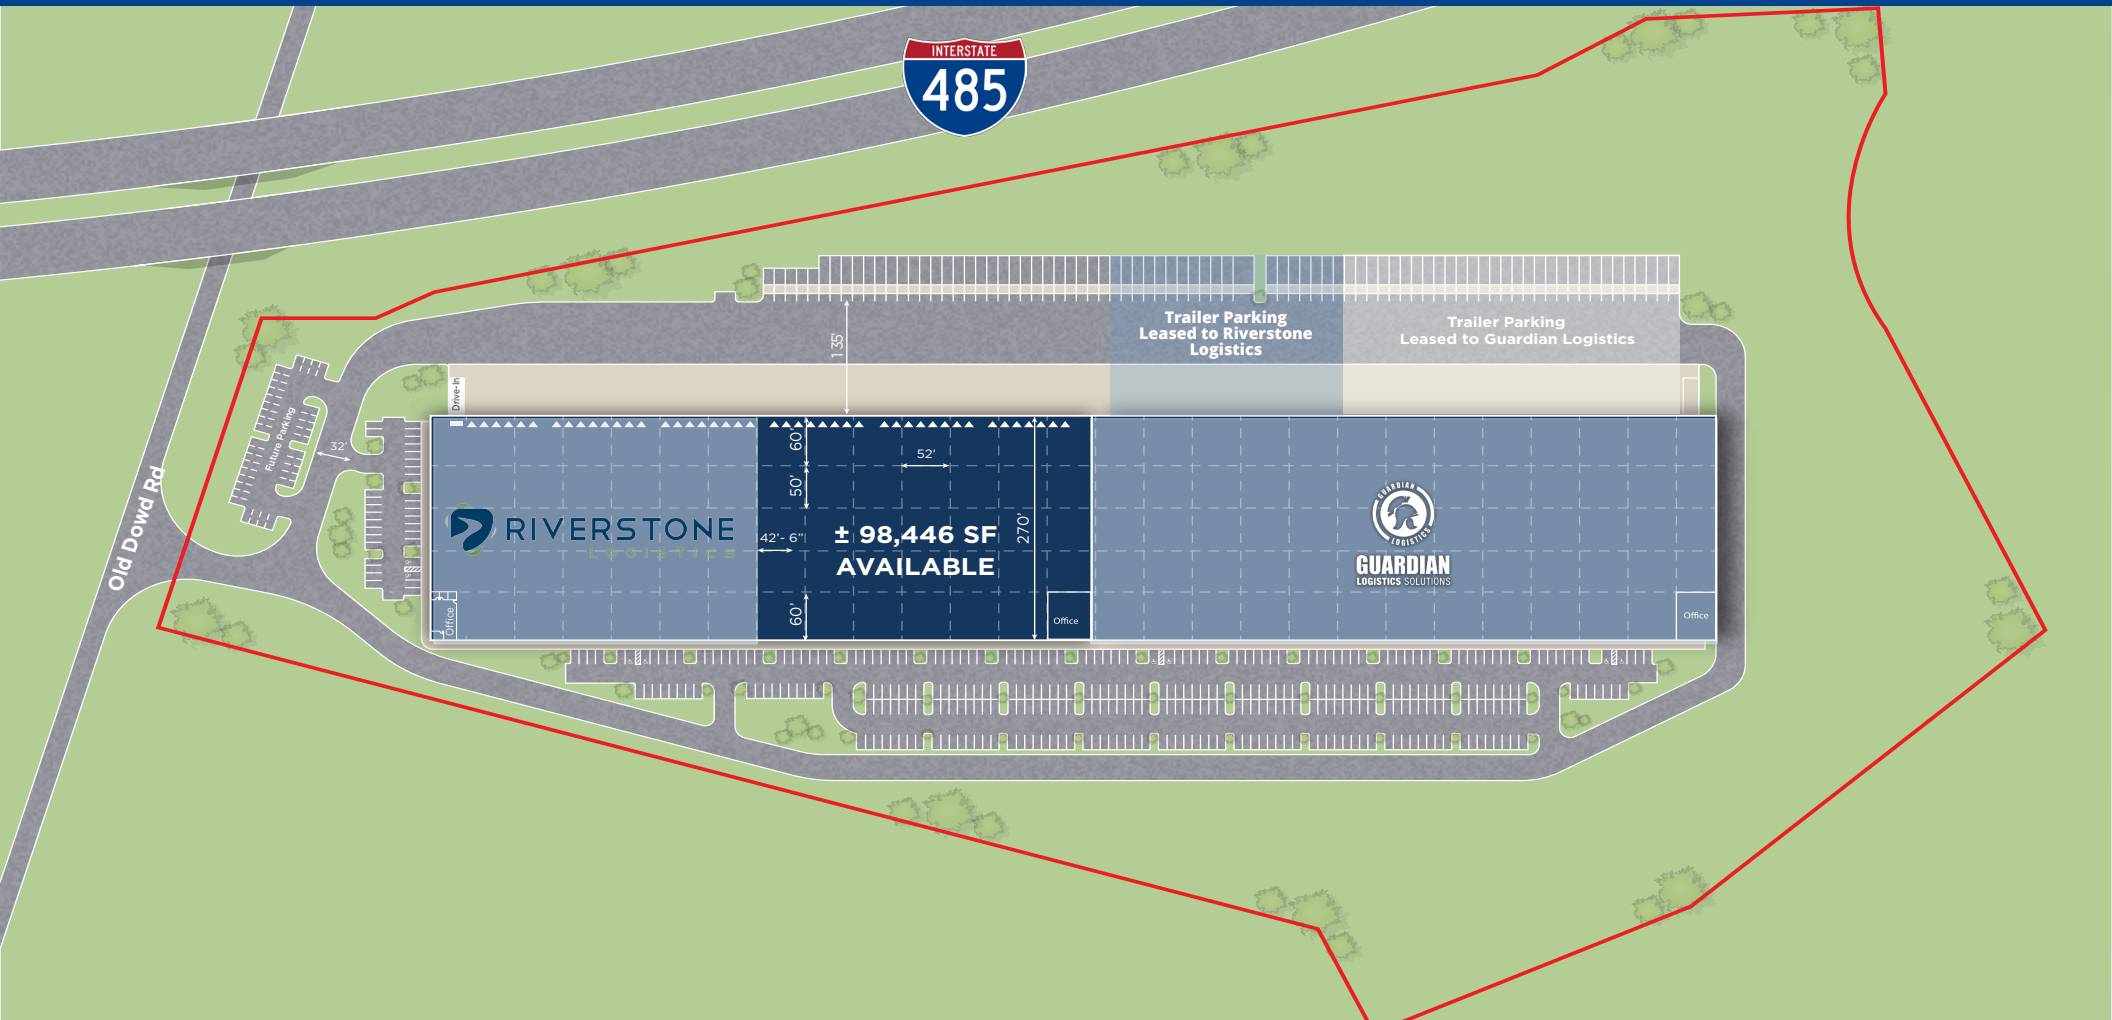 INTERSTATE
485
Trailer Parking
Leased to Riverstone
Logistics
Trailer Parking
Leased to Guardian Logistics
135'
Drive-In
Future Parking
32'
Old Dowd Rd
60'
52'
50'
270'
RIVERSTONE
LOGISTICS
42'- 6"
± 98,446 SF
AVAILABLE
60'
GUARDIAN
LOGISTICS
GUARDIAN
LOGISTICS SOLUTIONS
Office
Office
Office